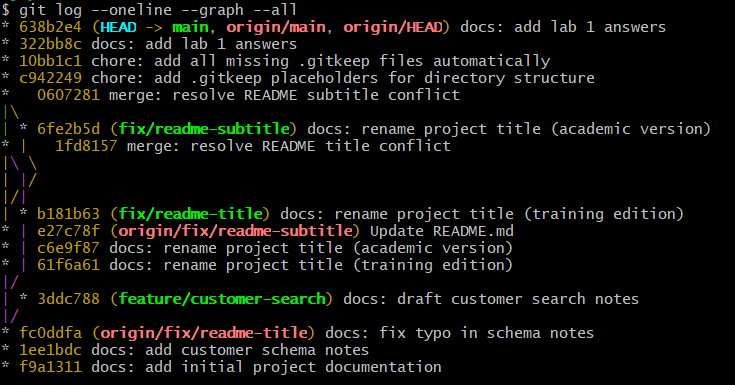 $ git log --oneline --graph --all
* 638b2e4 (HEAD -> main, origin/main, origin/HEAD) docs: add lab 1 answers
* 322bb8c docs: add lab 1 answers
* 10bb1c1 chore: add all missing .gitkeep files automatically
* c942249 chore: add .gitkeep placeholders for directory structure
*   0607281 merge: resolve README subtitle conflict
|\
| * 6fe2b5d (fix/readme-subtitle) docs: rename project title (academic version)
* |   1fd8157 merge: resolve README title conflict
|\ \
| |/
|/|
| * b181b63 (fix/readme-title) docs: rename project title (training edition)
* | e27c78f (origin/fix/readme-subtitle) Update README.md
* | c6e9f87 docs: rename project title (academic version)
* | 61f6a61 docs: rename project title (training edition)
|/
| * 3ddc788 (feature/customer-search) docs: draft customer search notes
|/
* fc0ddfa (origin/fix/readme-title) docs: fix typo in schema notes
* 1ee1bdc docs: add customer schema notes
* f9a1311 docs: add initial project documentation